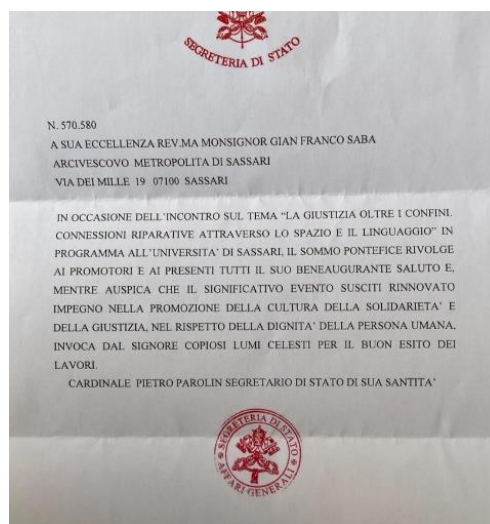 SEGRETERIA DI STATO
N. 570.580
A SUA ECCELLENZA REV.MA MONSIGNOR GIAN FRANCO SABA
ARCIVESCOVO METROPOLITA DI SASSARI
VIA DEI MILLE 19 07100 SASSARI
IN OCCASIONE DELL'INCONTRO SUL TEMA "LA GIUSTIZIA OLTRE I CONFINI.
CONNESSIONI RIPARATIVE ATTRAVERSO LO SPAZIO E IL LINGUAGGIO" IN
PROGRAMMA ALL'UNIVERSITA' DI SASSARI, IL SOMMO PONTEFICE RIVOLGE
AI PROMOTORI E AI PRESENTI TUTTI IL SUO BENEAUGURANTE SALUTO E,
MENTRE AUSPICA CHE IL SIGNIFICATIVO EVENTO SUSCITI RINNOVATO
IMPEGNO NELLA PROMOZIONE DELLA CULTURA DELLA SOLIDARIETA' E
DELLA GIUSTIZIA, NEL RISPETTO DELLA DIGNITA' DELLA PERSONA UMANA,
INVOCA DAL SIGNORE COPIOSI LUMI CELESTI PER IL BUON ESITO DEI
LAVORI.
CARDINALE PIETRO PAROLIN SEGRETARIO DI STATO DI SUA SANTITA'
SEGRETERIA DI STATO
AFFARI GENERALI